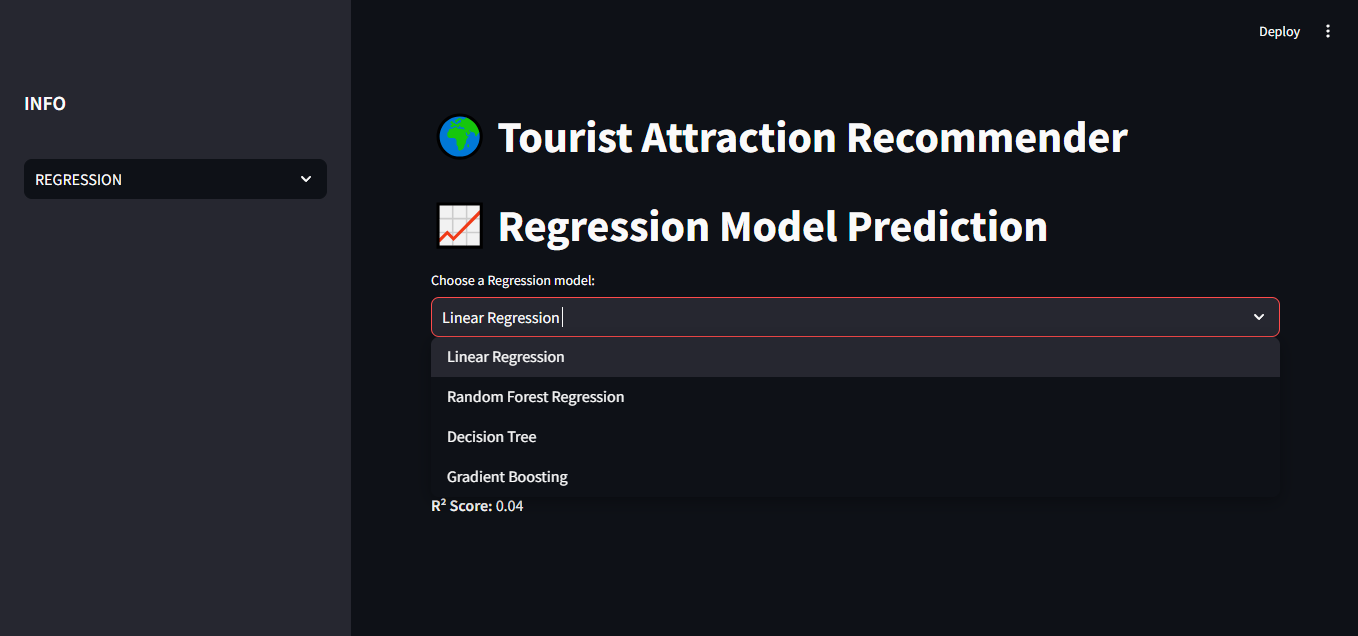 Deploy
INFO
REGRESSION
Tourist Attraction Recommender
Regression Model Prediction
Choose a Regression model:
Linear Regression
Linear Regression
Random Forest Regression
Decision Tree
Gradient Boosting
R² Score: 0.04